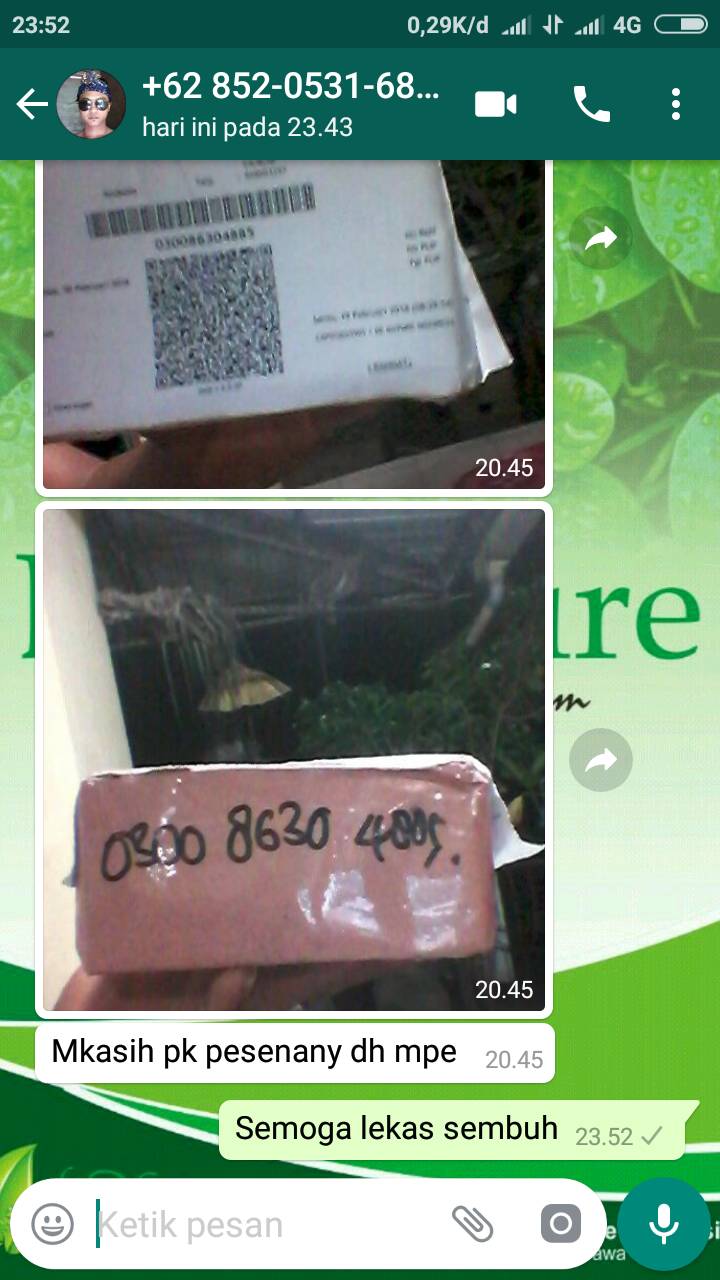 23:52
0,29K/d
4G
+62 852-0531-68...
hari ini pada 23.43
030086304885
20.45
ure
m
0300 8630 4885.
20.45
Mkasih pk pesenany dh mpe 20.45
Semoga lekas sembuh 23.52
Ketik pesan